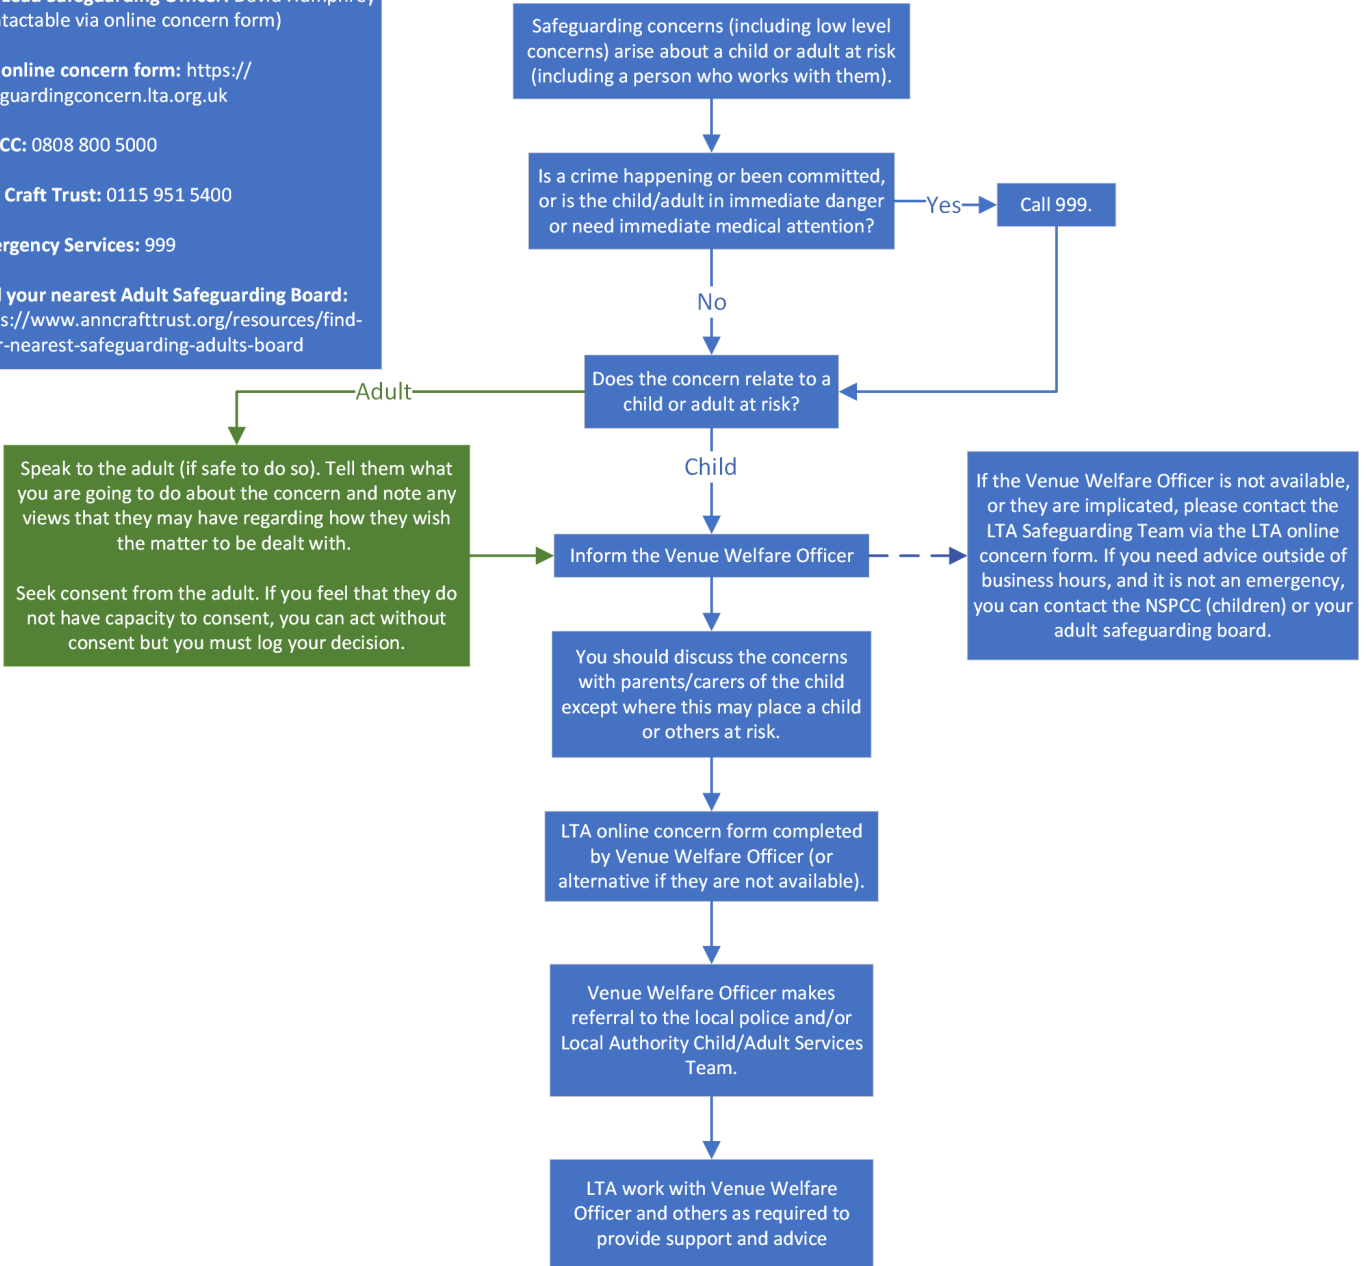 Lead Safeguarding Officer: David Humphrey
ntactable via online concern form)
online concern form: https://
guardingconcern.lta.org.uk
CC: 0808 800 5000
Craft Trust: 0115 951 5400
ergency Services: 999
your nearest Adult Safeguarding Board:
s://www.anncrafttrust.org/resources/find-
r-nearest-safeguarding-adults-board
Safeguarding concerns (including low level
concerns) arise about a child or adult at risk
(including a person who works with them).
Is a crime happening or been committed,
or is the child/adult in immediate danger
or need immediate medical attention?
Yes
Call 999.
No
Does the concern relate to a
child or adult at risk?
Adult
Child
Speak to the adult (if safe to do so). Tell them what
you are going to do about the concern and note any
views that they may have regarding how they wish
the matter to be dealt with.
Seek consent from the adult. If you feel that they do
not have capacity to consent, you can act without
consent but you must log your decision.
Inform the Venue Welfare Officer
If the Venue Welfare Officer is not available,
or they are implicated, please contact the
LTA Safeguarding Team via the LTA online
concern form. If you need advice outside of
business hours, and it is not an emergency,
you can contact the NSPCC (children) or your
adult safeguarding board.
You should discuss the concerns
with parents/carers of the child
except where this may place a child
or others at risk.
LTA online concern form completed
by Venue Welfare Officer (or
alternative if they are not available).
Venue Welfare Officer makes
referral to the local police and/or
Local Authority Child/Adult Services
Team.
LTA work with Venue Welfare
Officer and others as required to
provide support and advice